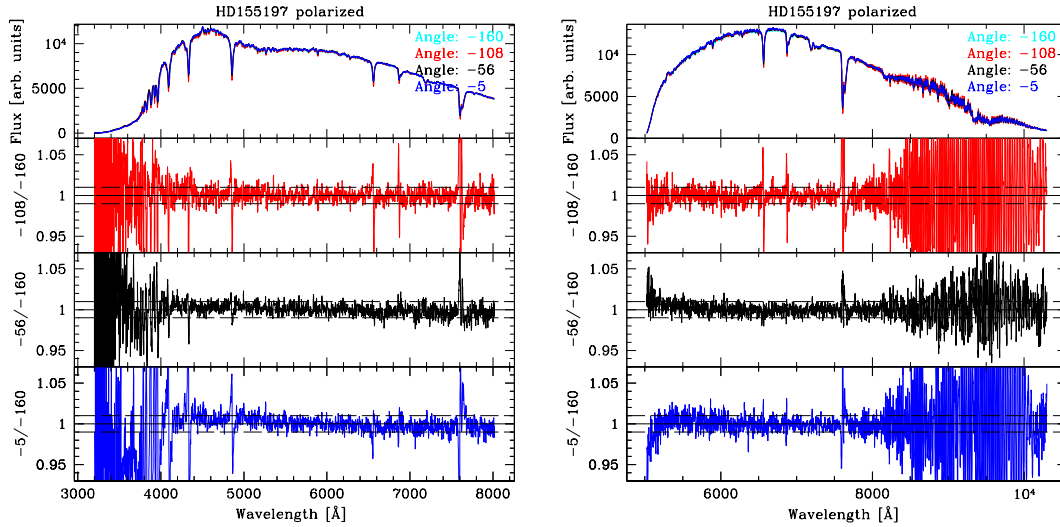 HD155197 polarized
Flux [arb. units]
10⁴
5000
0
Angle: −160
Angle: −108
Angle: −56
Angle: −5
−108/−160
1.05
1
0.95
−56/−160
1.05
1
0.95
−5/−160
1.05
1
0.95
3000 4000 5000 6000 7000 8000
Wavelength [Å]
HD155197 polarized
Flux [arb. units]
10⁴
5000
0
Angle: −160
Angle: −108
Angle: −56
Angle: −5
−108/−160
1.05
1
0.95
−56/−160
1.05
1
0.95
−5/−160
1.05
1
0.95
6000 8000 10⁴
Wavelength [Å]